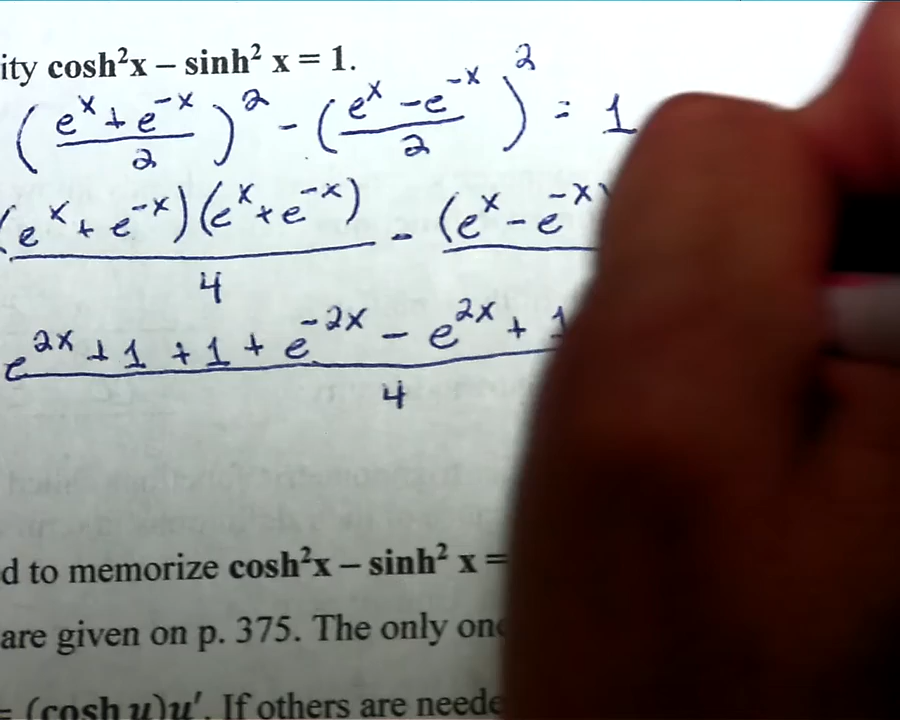 ity cosh²x – sinh² x = 1.
(eˣ + e⁻ˣ / 2)² - (eˣ - e⁻ˣ / 2)² = 1
(eˣ + e⁻ˣ)(eˣ + e⁻ˣ) / 4 - (eˣ - e⁻ˣ)
e²ˣ + 1 + 1 + e⁻²ˣ - e²ˣ + 1 / 4
d to memorize cosh²x – sinh² x =
are given on p. 375. The only one
= (cosh u)u′. If others are neede